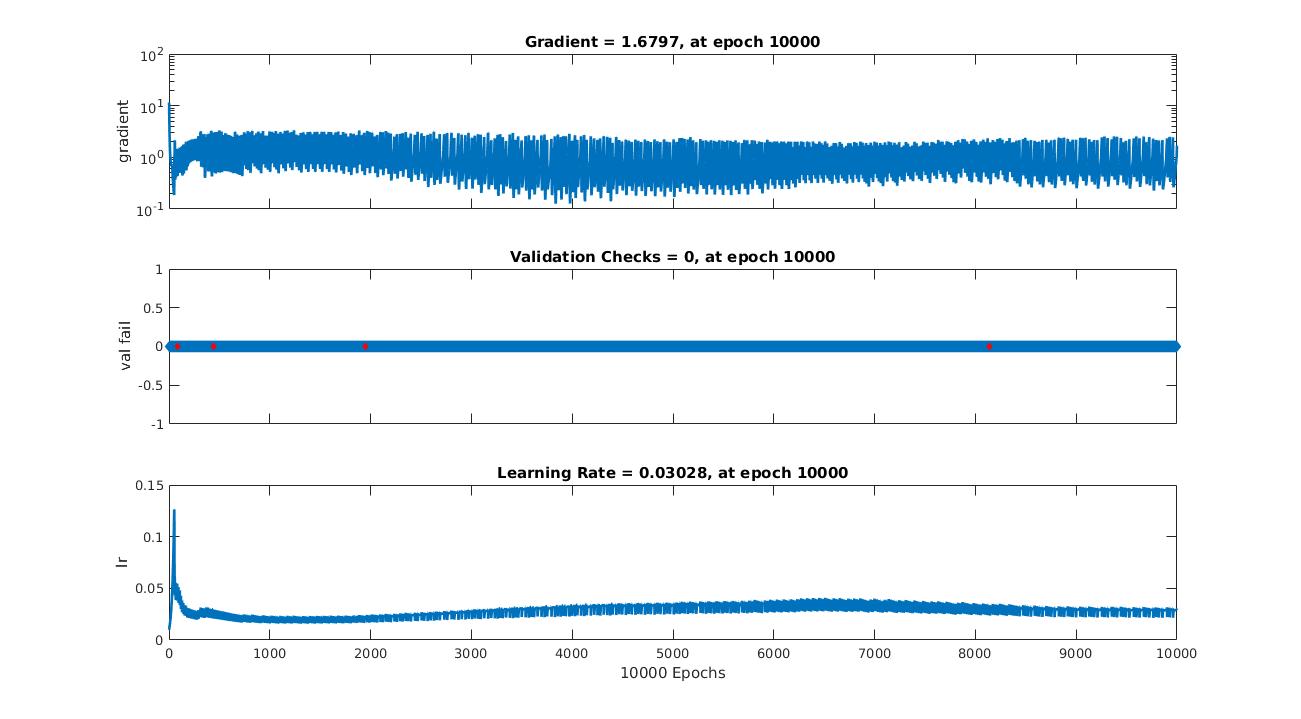 Gradient = 1.6797, at epoch 10000
10^2
10^1
10^0
10^-1
gradient
Validation Checks = 0, at epoch 10000
1
0.5
0
-0.5
-1
val fail
Learning Rate = 0.03028, at epoch 10000
0.15
0.1
0.05
0
lr
0 1000 2000 3000 4000 5000 6000 7000 8000 9000 10000
10000 Epochs